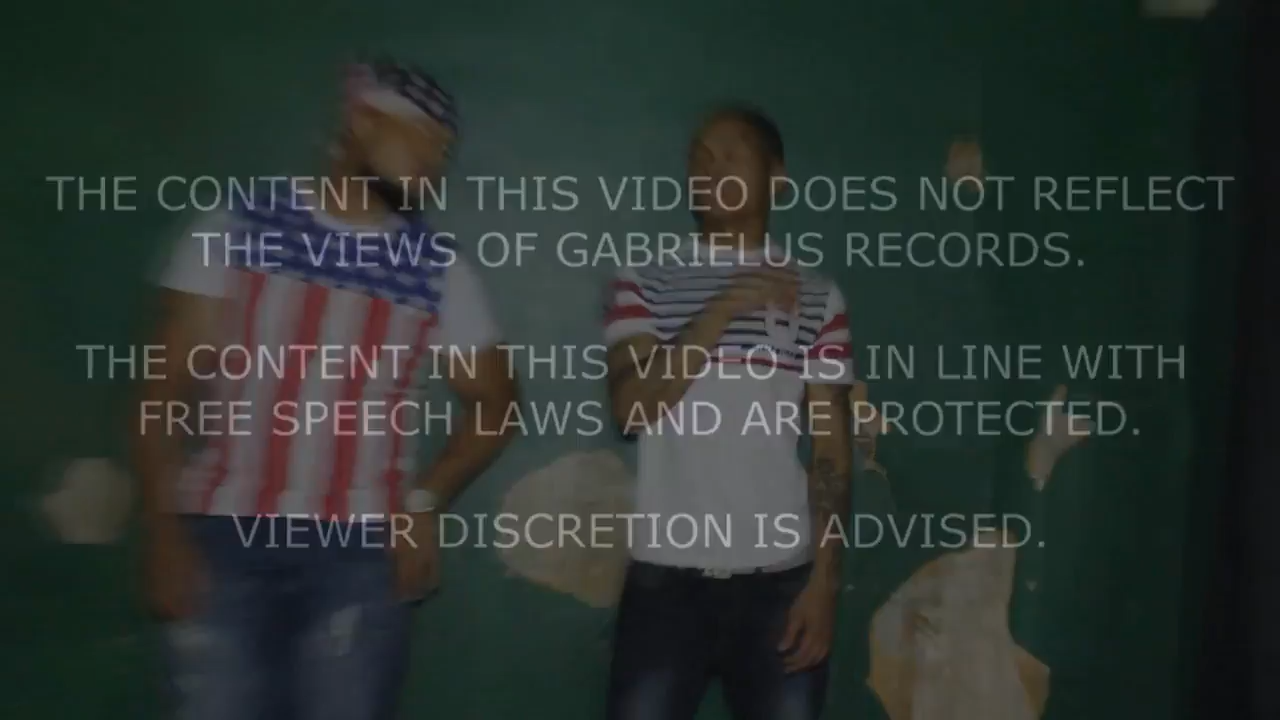 THE CONTENT IN THIS VIDEO DOES NOT REFLECT
THE VIEWS OF GABRIELUS RECORDS.
THE CONTENT IN THIS VIDEO IS IN LINE WITH
FREE SPEECH LAWS AND ARE PROTECTED.
VIEWER DISCRETION IS ADVISED.